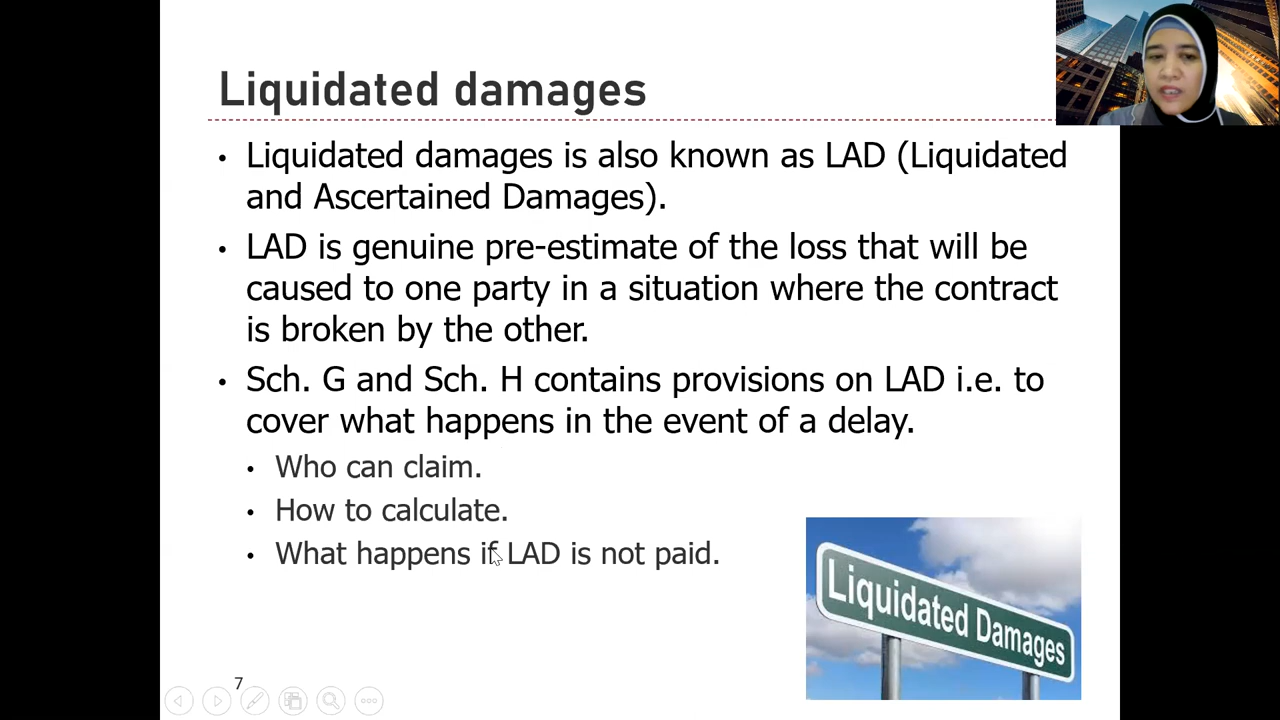 Liquidated damages
• Liquidated damages is also known as LAD (Liquidated
and Ascertained Damages).
• LAD is genuine pre-estimate of the loss that will be
caused to one party in a situation where the contract
is broken by the other.
• Sch. G and Sch. H contains provisions on LAD i.e. to
cover what happens in the event of a delay.
• Who can claim.
• How to calculate.
• What happens if LAD is not paid.
Liquidated Damages
7